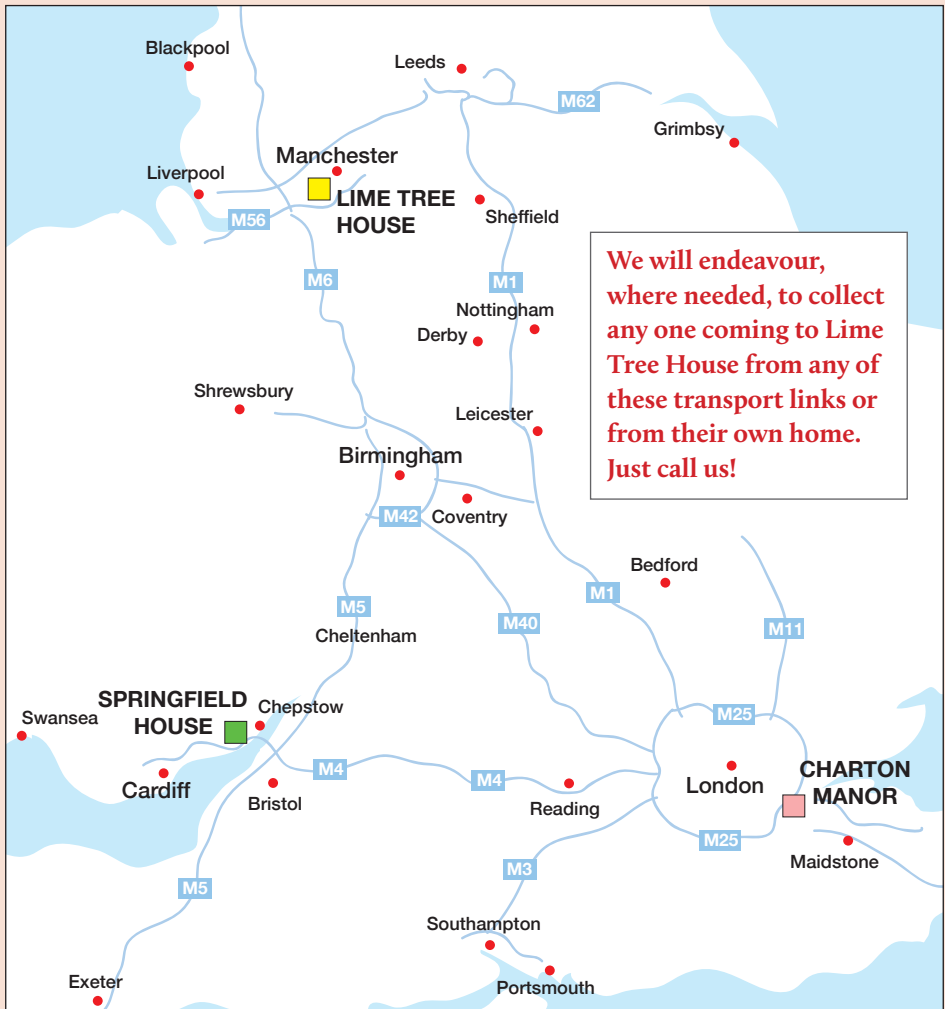 Blackpool
Leeds
M62
Grimbsy
Manchester
Liverpool
LIME TREE
HOUSE
M56
Sheffield
We will endeavour,
where needed, to collect
any one coming to Lime
Tree House from any of
these transport links or
from their own home.
Just call us!
M6
M1
Nottingham
Derby
Shrewsbury
Leicester
Birmingham
M42
Coventry
Bedford
M1
M5
M40
M11
Cheltenham
SPRINGFIELD
HOUSE
Chepstow
Swansea
M25
M4
M4
Cardiff
Bristol
Reading
London
CHARTON
MANOR
M25
Maidstone
M3
M5
Southampton
Exeter
Portsmouth